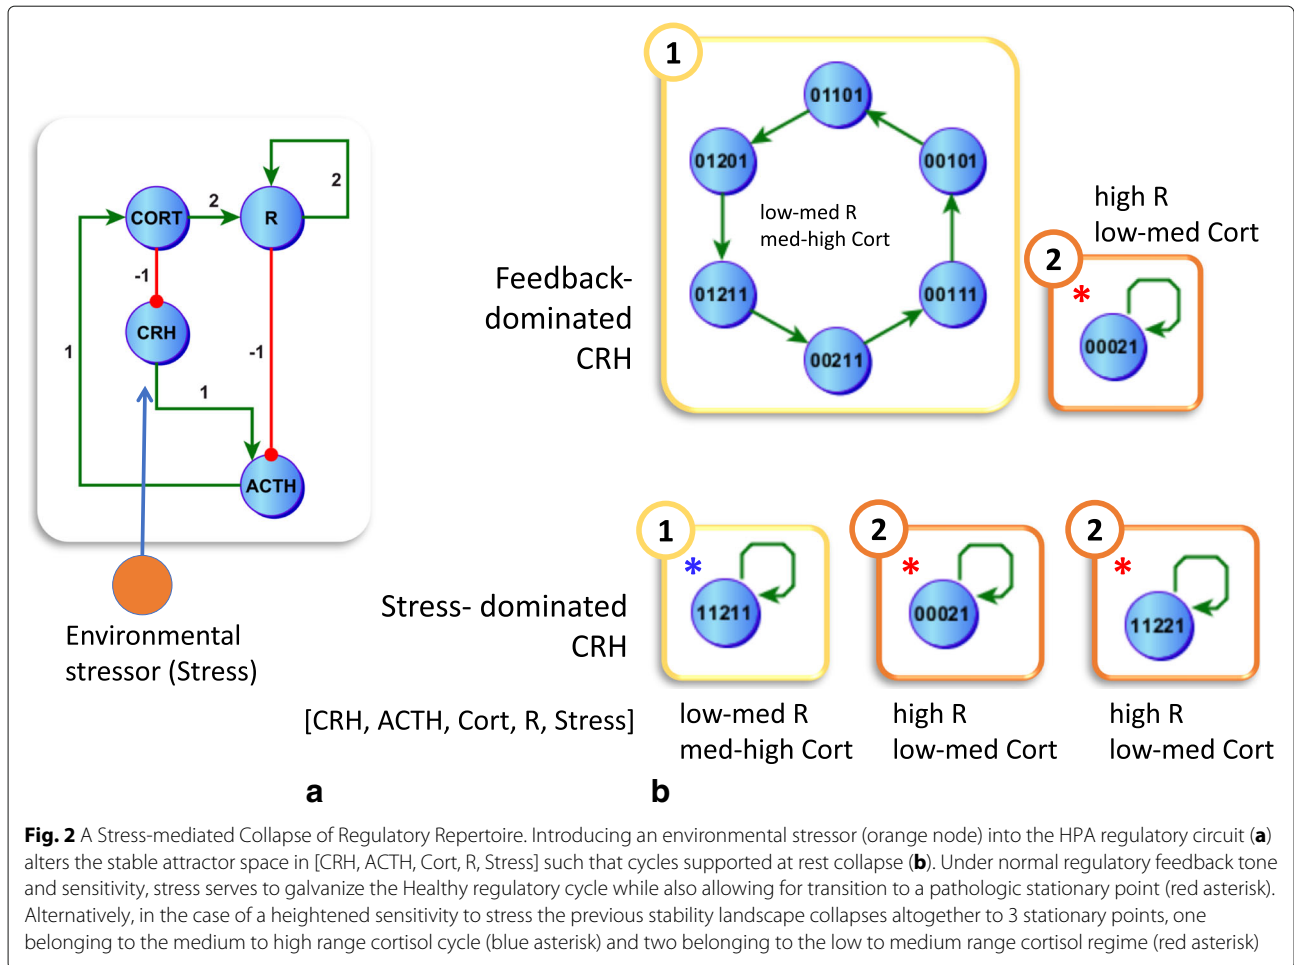 2
CORT
2
R
-1
CRH
1
-1
1
ACTH
Environmental
stressor (Stress)
a
1
01101
01201
00101
low-med R
med-high Cort
01211
00111
00211
Feedback-
dominated
CRH
high R
low-med Cort
2
*
00021
Stress- dominated
CRH
1
*
11211
2
*
00021
2
*
11221
[CRH, ACTH, Cort, R, Stress]
low-med R
med-high Cort
high R
low-med Cort
high R
low-med Cort
b
Fig. 2 A Stress-mediated Collapse of Regulatory Repertoire. Introducing an environmental stressor (orange node) into the HPA regulatory circuit (a)
alters the stable attractor space in [CRH, ACTH, Cort, R, Stress] such that cycles supported at rest collapse (b). Under normal regulatory feedback tone
and sensitivity, stress serves to galvanize the Healthy regulatory cycle while also allowing for transition to a pathologic stationary point (red asterisk).
Alternatively, in the case of a heightened sensitivity to stress the previous stability landscape collapses altogether to 3 stationary points, one
belonging to the medium to high range cortisol cycle (blue asterisk) and two belonging to the low to medium range cortisol regime (red asterisk)